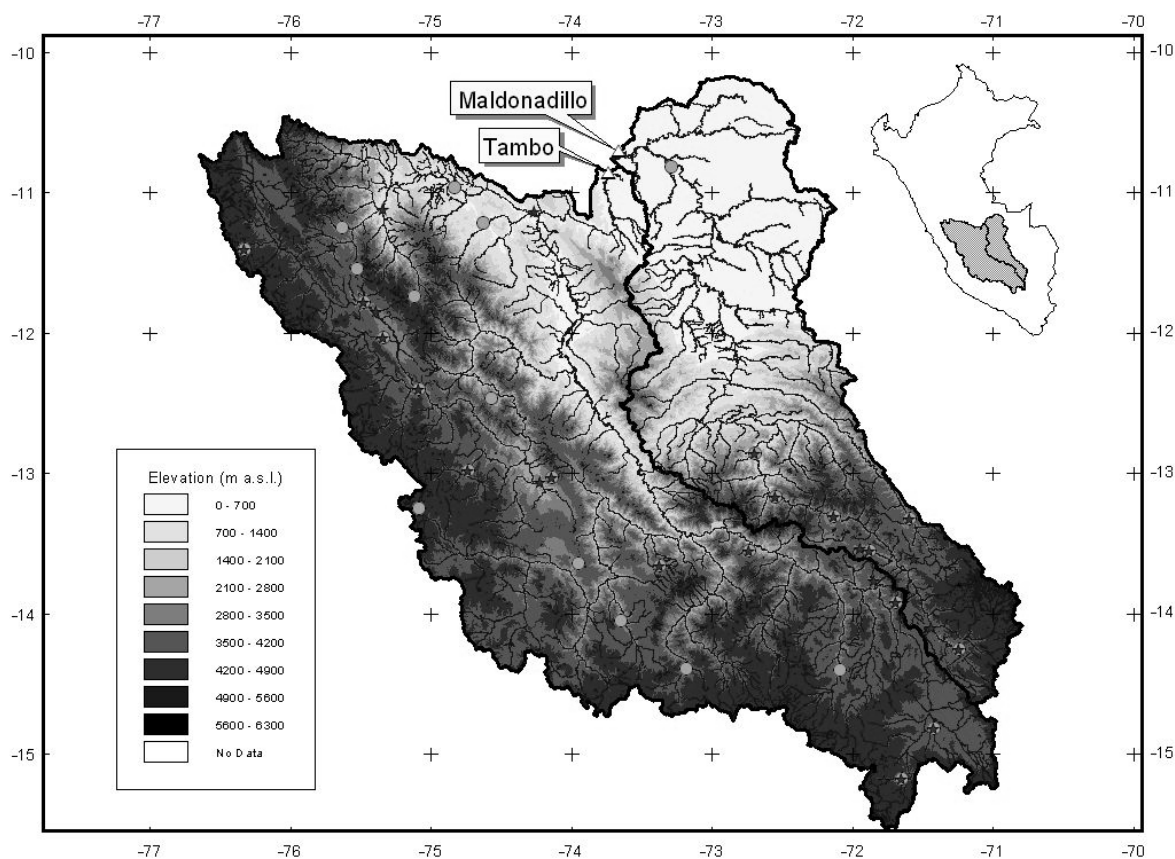 -77 -76 -75 -74 -73 -72 -71 -70
-10 -10
Maldonadillo
Tambo
-11 -11
-12 -12
-13 -13
-14 -14
-15 -15
Elevation (m a.s.l.)
0 - 700
700 - 1400
1400 - 2100
2100 - 2800
2800 - 3500
3500 - 4200
4200 - 4900
4900 - 5600
5600 - 6300
No Data
-77 -76 -75 -74 -73 -72 -71 -70